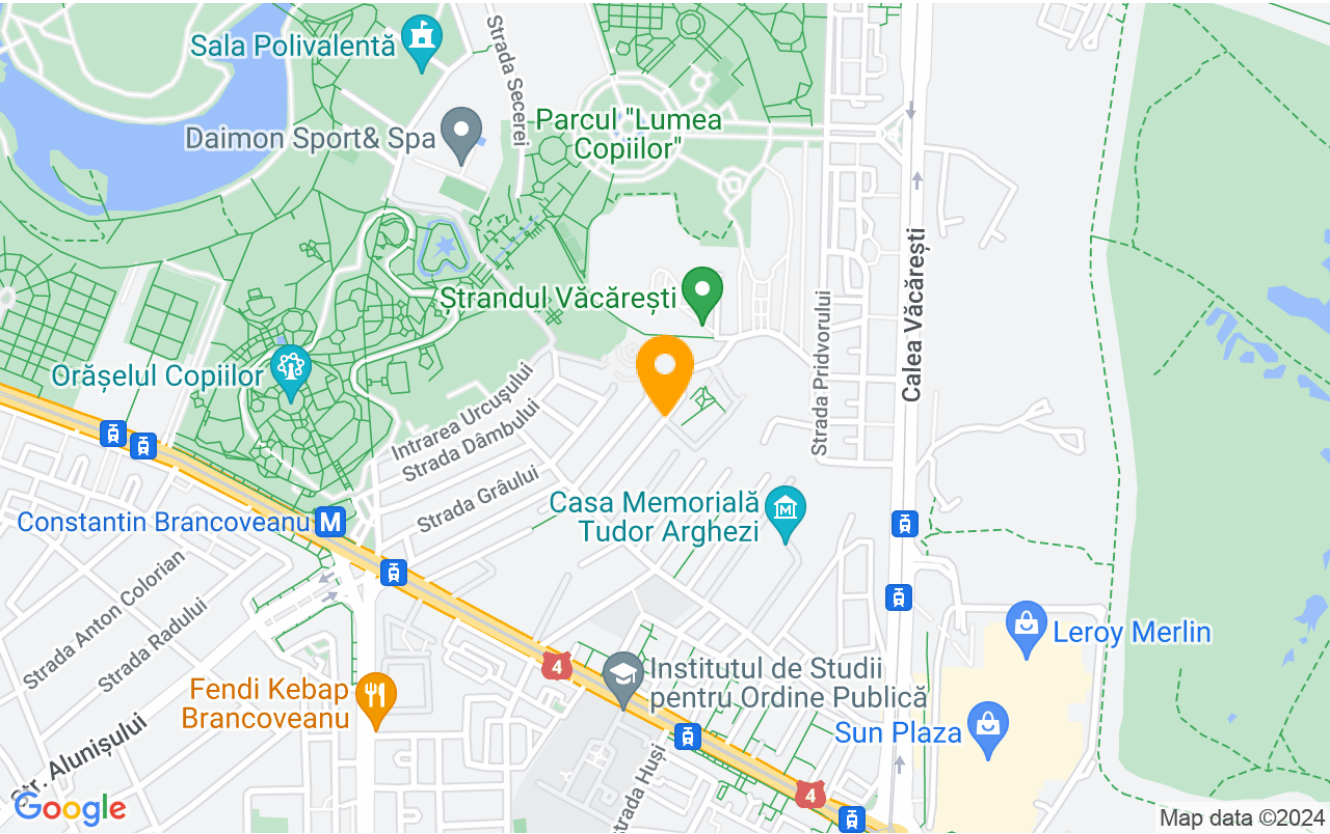 Sala Polivalentă
Strada Secerei
Daimon Sport& Spa
Parcul "Lumea
Copiilor"
Ștrandul Văcărești
Strada Pridvorului
Calea Văcărești
Orășelul Copiilor
Intrarea Urcușului
Strada Dâmbului
Strada Grâului
Casa Memorială
Tudor Arghezi
Constantin Brancoveanu M
Strada Anton Colorian
Strada Radului
Leroy Merlin
4
Institutul de Studii
pentru Ordine Publică
Fendi Kebap
Brancoveanu
Sun Plaza
Str. Alunișului
Strada Huși
4
Google
Map data ©2024